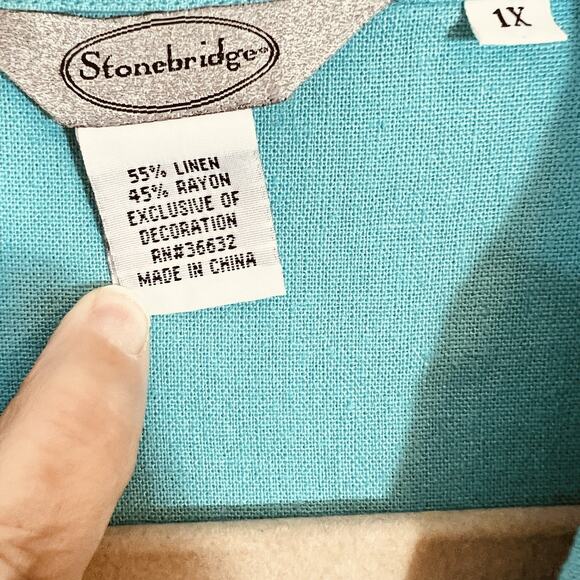 Stonebridge
1X
55% LINEN
45% RAYON
EXCLUSIVE OF
DECORATION
RN#36632
MADE IN CHINA